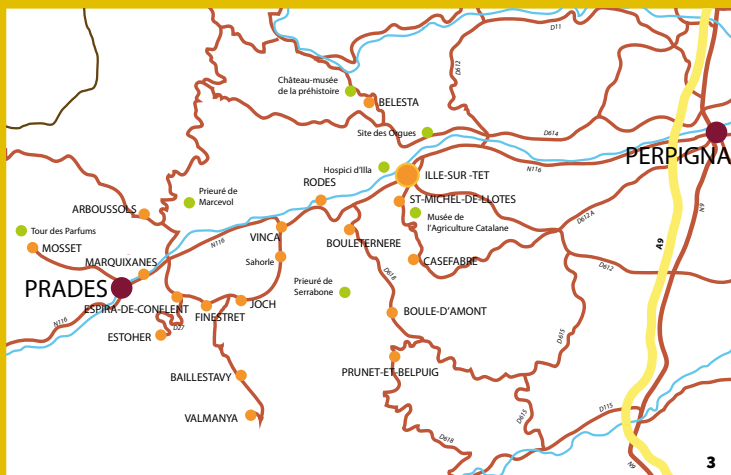 D11
D612
Château-musée
de la préhistoire
BELESTA
Site des Orgues
D614
PERPIGNA
Hospici d'Illa
ILLE-SUR -TET
N116
RODES
ST-MICHEL-DE-LLOTES
Prieuré de
Marcevol
ARBOUSSOLS
Musée de
l'Agriculture Catalane
D612 A
N9
Tour des Parfums
MOSSET
VINCA
BOULETERNERE
N116
A9
MARQUIXANES
Sahorle
CASEFABRE
D612
PRADES
D618
Prieuré de
Serrabone
ESPIRA-DE-CONFLENT
JOCH
FINESTRET
BOULE-D'AMONT
N116
D27
ESTOHER
D615
PRUNET-ET-BELPUIG
BAILLESTAVY
VALMANYA
D615
D115
D618
N9
3